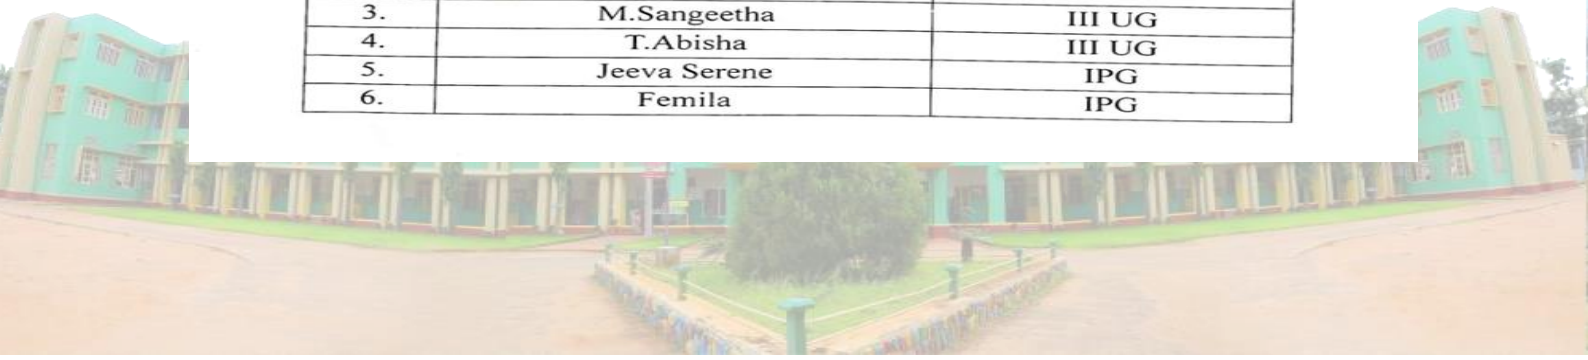 3. M.Sangeetha III UG
4. T.Abisha III UG
5. Jeeva Serene IPG
6. Femila IPG